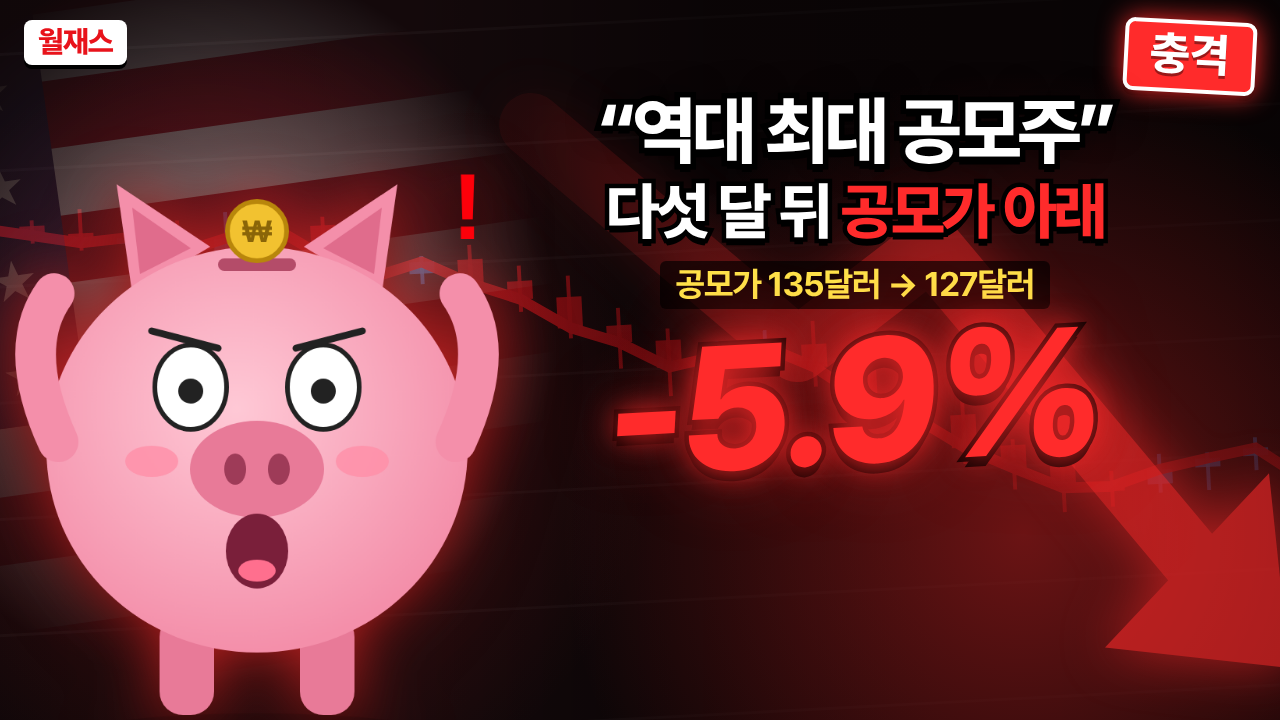 월재스
충격
“역대 최대 공모주”
다섯 달 뒤 공모가 아래
공모가 135달러 → 127달러
-5.9%
!
₩